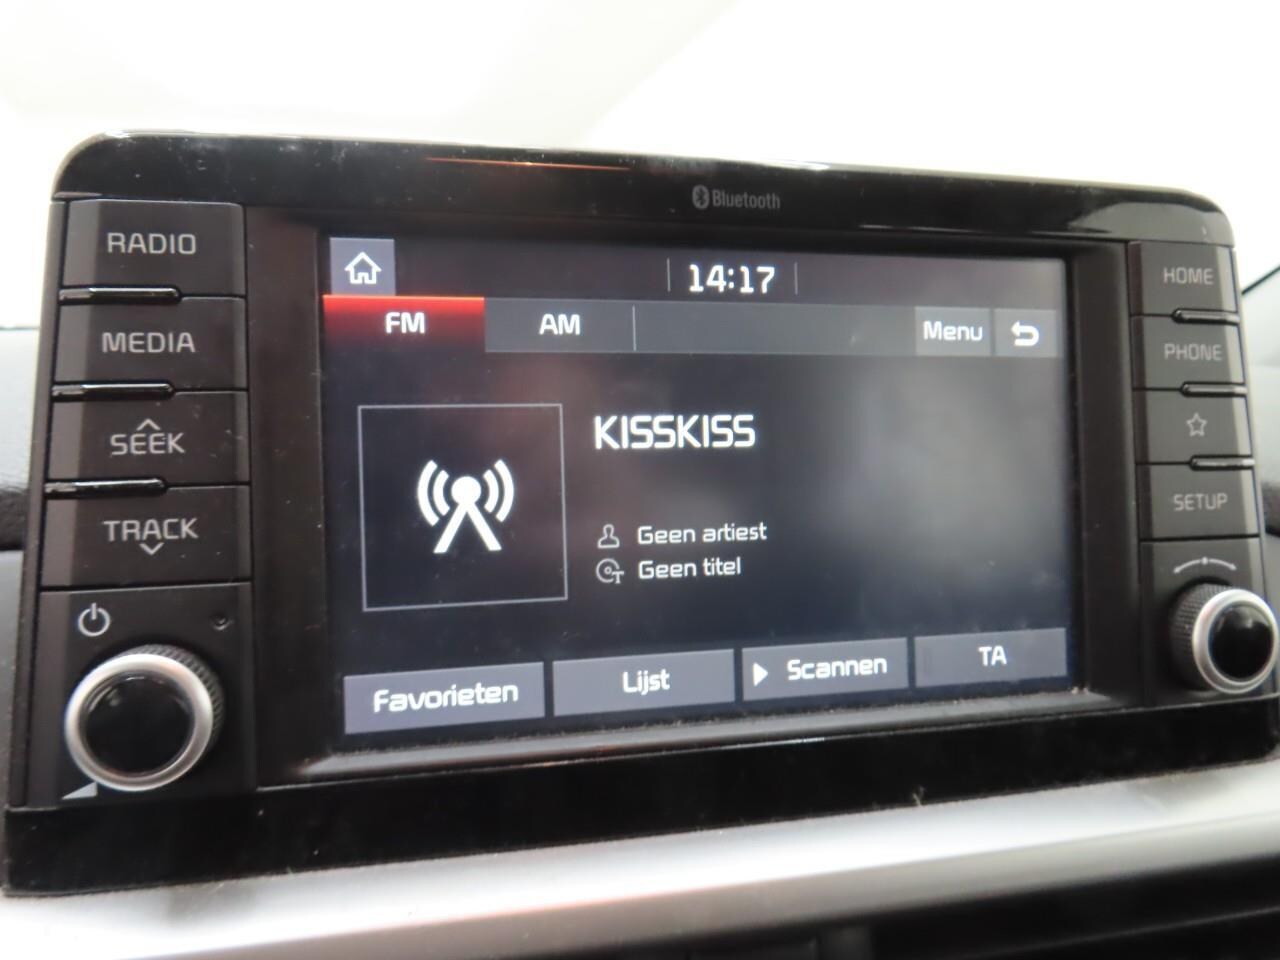 Bluetooth
RADIO
MEDIA
SEEK
TRACK
14:17
FM
AM
Menu
KISSKISS
Geen artiest
Geen titel
Favorieten
Lijst
Scannen
TA
HOME
PHONE
SETUP